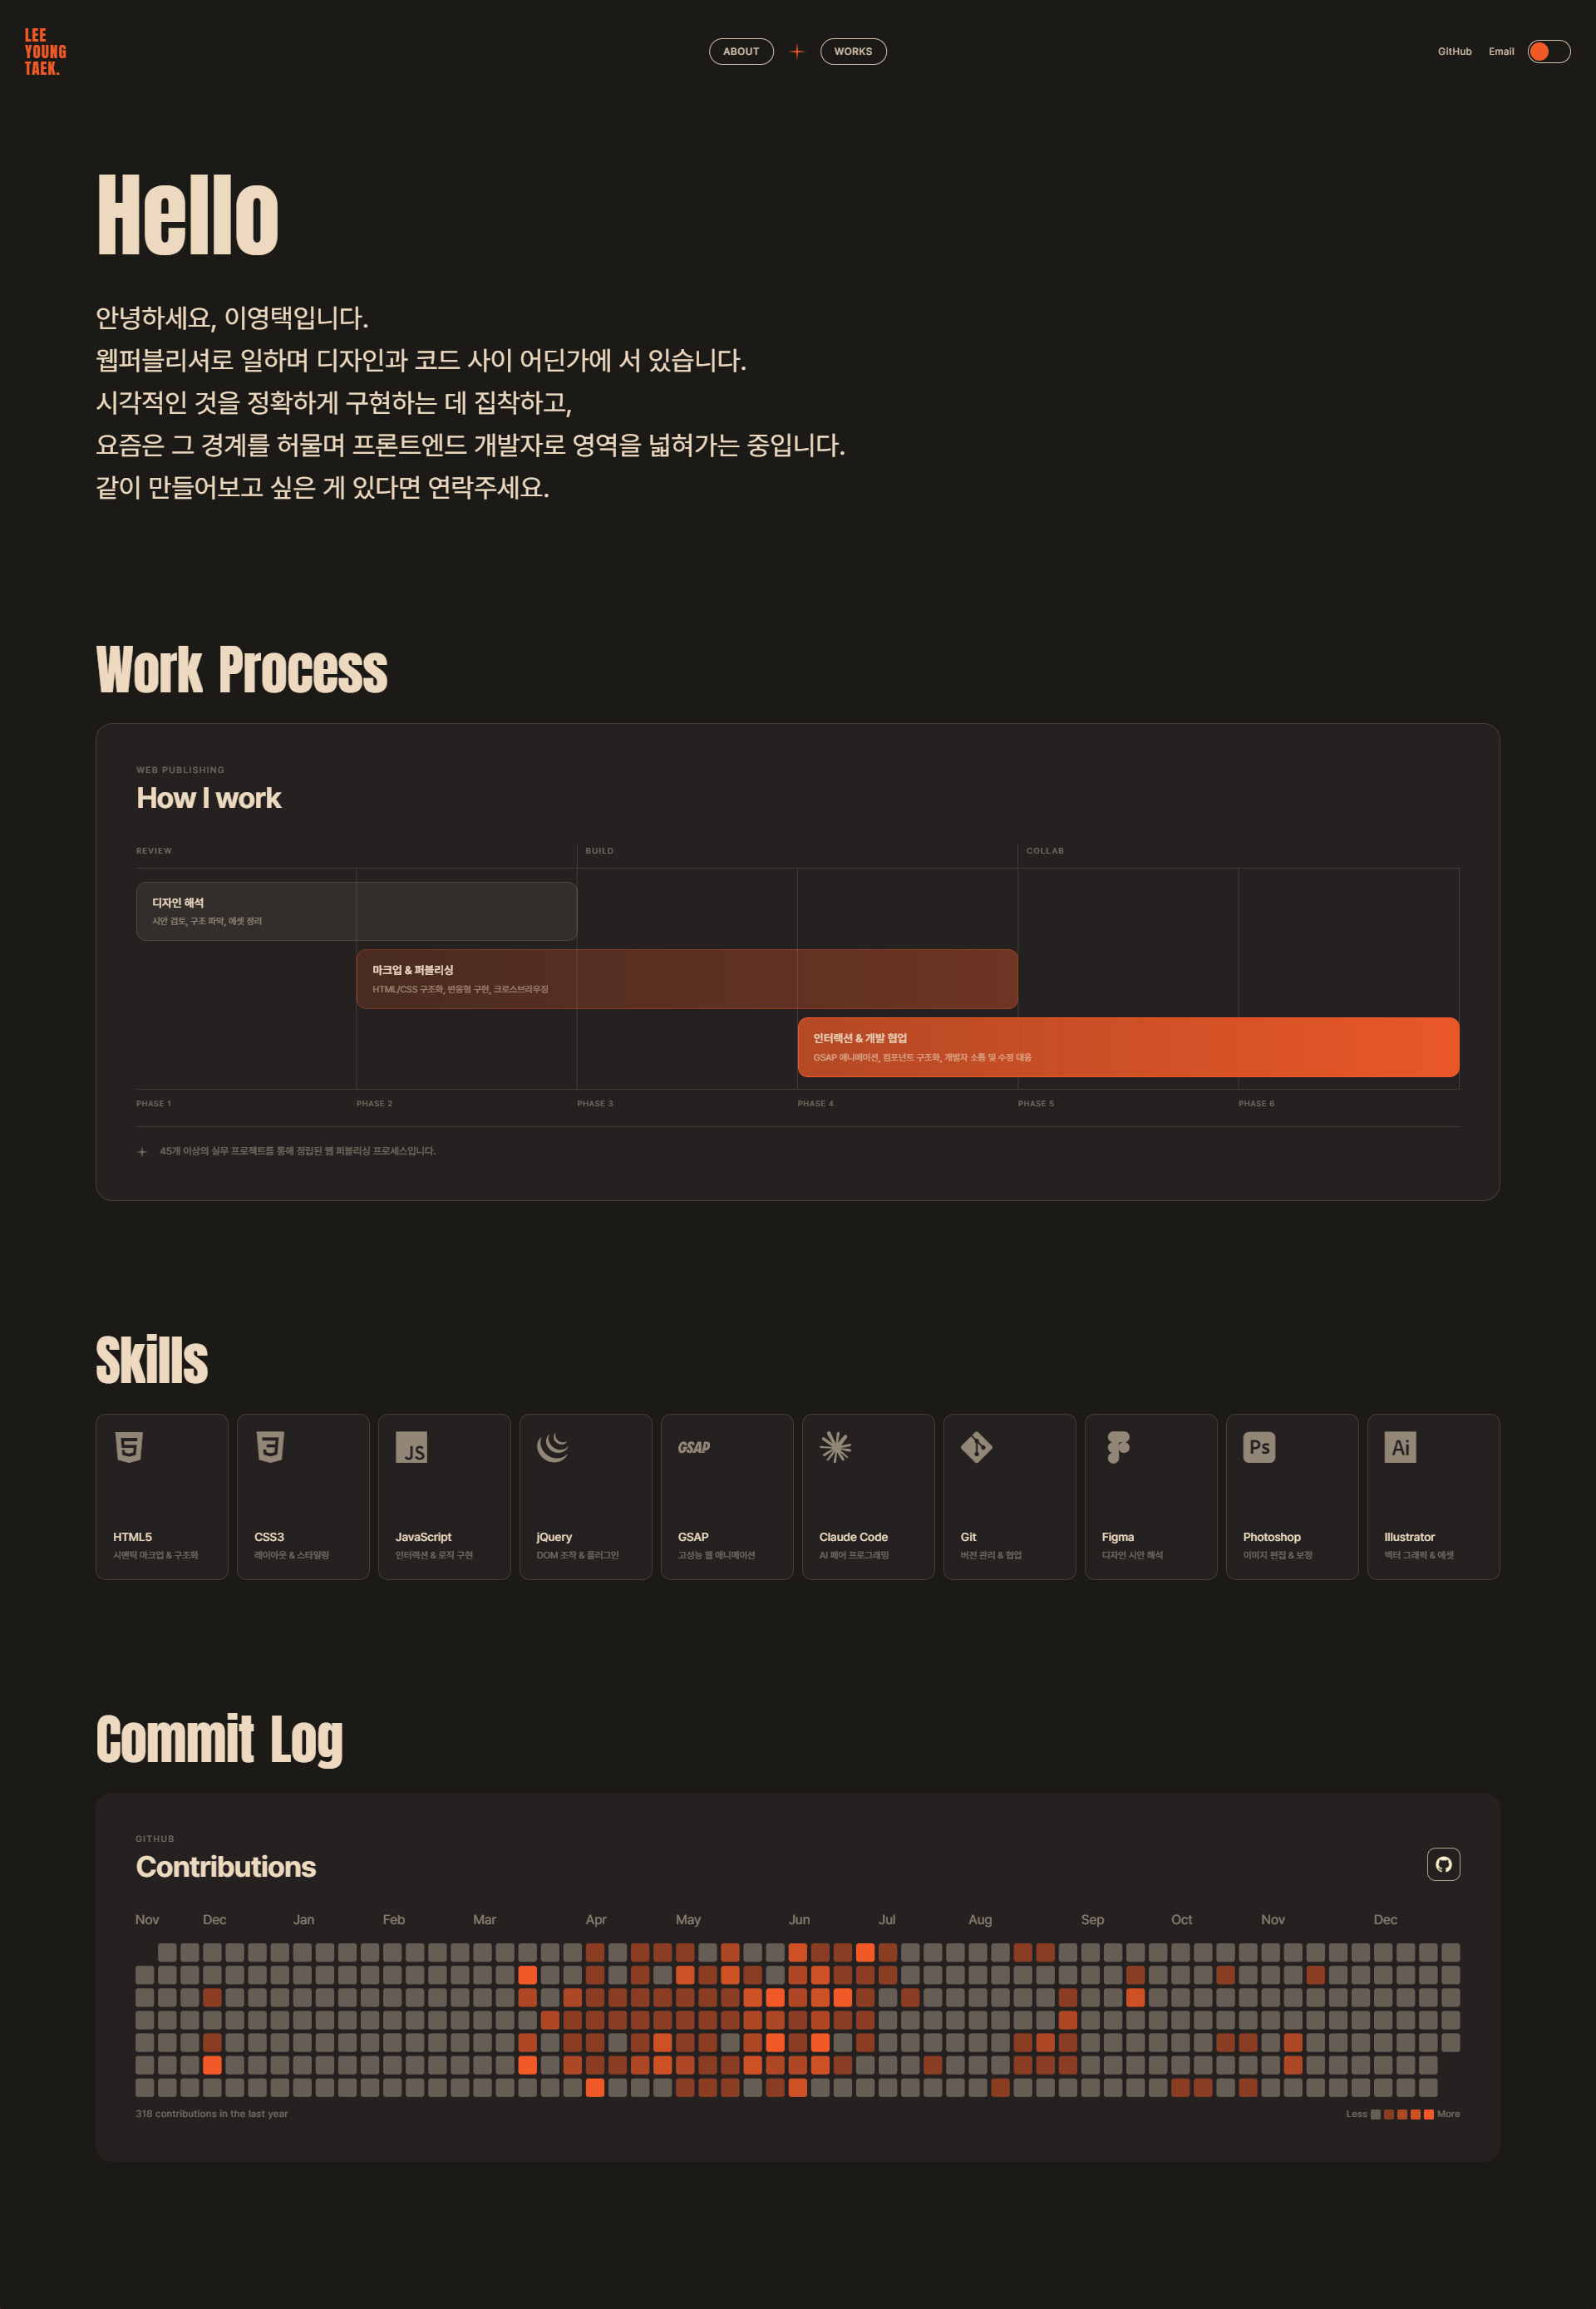 LEE
YOUNG
TAEK.
ABOUT
WORKS
GitHub
Email
Hello
안녕하세요, 이영택입니다.
웹퍼블리셔로 일하며 디자인과 코드 사이 어딘가에 서 있습니다.
시각적인 것을 정확하게 구현하는 데 집착하고,
요즘은 그 경계를 허물며 프론트엔드 개발자로 영역을 넓혀가는 중입니다.
같이 만들어보고 싶은 게 있다면 연락주세요.
Work Process
WEB PUBLISHING
How I work
REVIEW
BUILD
COLLAB
디자인 해석
시안 검토, 구조 파악, 에셋 정리
마크업 & 퍼블리싱
HTML/CSS 구조화, 반응형 구현, 크로스브라우징
인터랙션 & 개발 협업
GSAP 애니메이션, 컴포넌트 구조화, 개발자 소통 및 수정 대응
PHASE 1
PHASE 2
PHASE 3
PHASE 4
PHASE 5
PHASE 6
45개 이상의 실무 프로젝트를 통해 정립된 웹 퍼블리싱 프로세스입니다.
Skills
JS
GSAP
Ps
Ai
HTML5
시멘틱 마크업 & 구조화
CSS3
레이아웃 & 스타일링
JavaScript
인터랙션 & 로직 구현
jQuery
DOM 조작 & 플러그인
GSAP
고성능 웹 애니메이션
Claude Code
AI 페어 프로그래밍
Git
버전 관리 & 협업
Figma
디자인 시안 해석
Photoshop
이미지 편집 & 보정
Illustrator
벡터 그래픽 & 에셋
Commit Log
GITHUB
Contributions
Nov
Dec
Jan
Feb
Mar
Apr
May
Jun
Jul
Aug
Sep
Oct
Nov
Dec
318 contributions in the last year
Less
More